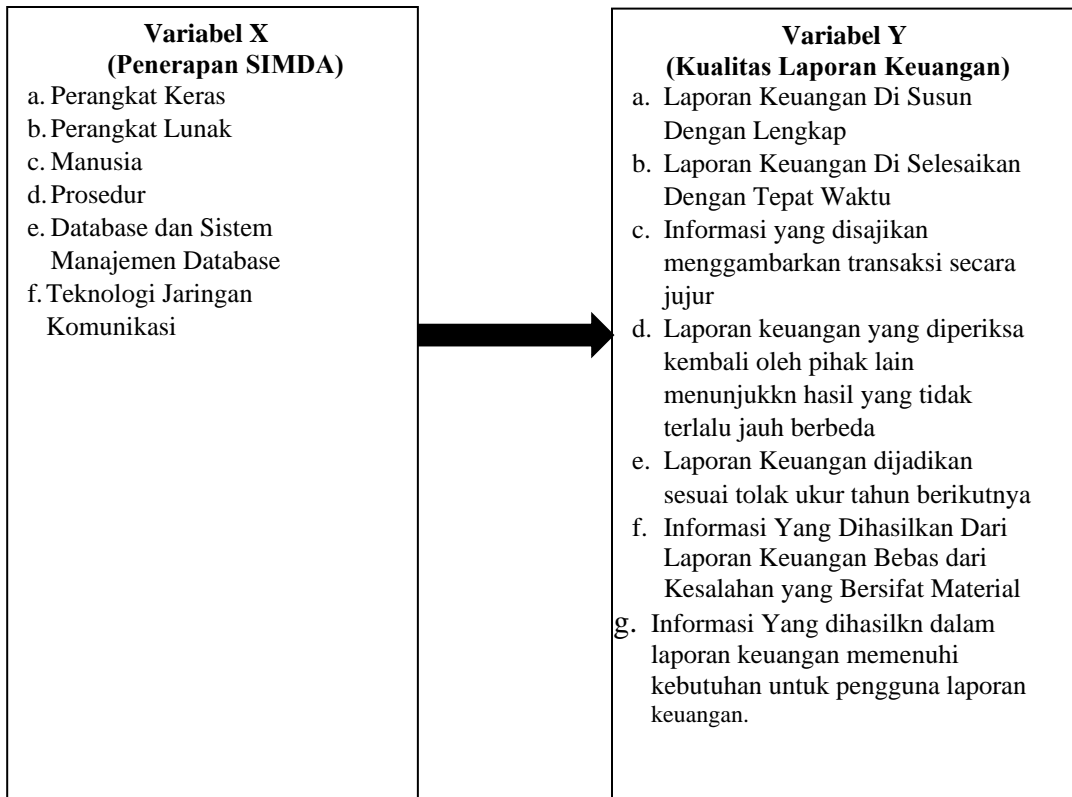 Variabel X
(Penerapan SIMDA)
a. Perangkat Keras
b. Perangkat Lunak
c. Manusia
d. Prosedur
e. Database dan Sistem
Manajemen Database
f. Teknologi Jaringan
Komunikasi
Variabel Y
(Kualitas Laporan Keuangan)
a. Laporan Keuangan Di Susun
Dengan Lengkap
b. Laporan Keuangan Di Selesaikan
Dengan Tepat Waktu
c. Informasi yang disajikan
menggambarkan transaksi secara
jujur
d. Laporan keuangan yang diperiksa
kembali oleh pihak lain
menunjukkn hasil yang tidak
terlalu jauh berbeda
e. Laporan Keuangan dijadikan
sesuai tolak ukur tahun berikutnya
f. Informasi Yang Dihasilkan Dari
Laporan Keuangan Bebas dari
Kesalahan yang Bersifat Material
g. Informasi Yang dihasilkn dalam
laporan keuangan memenuhi
kebutuhan untuk pengguna laporan
keuangan.